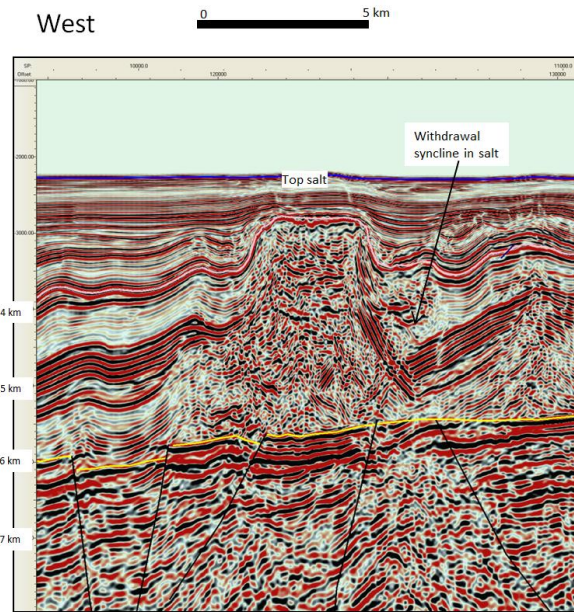 West
0 5 km
SP: 10000.0 11000.0
Offset 120000 130000
-2000.00-
Withdrawal
syncline in salt
Top salt
-3000.00-
4 km
5 km
6 km
7 km